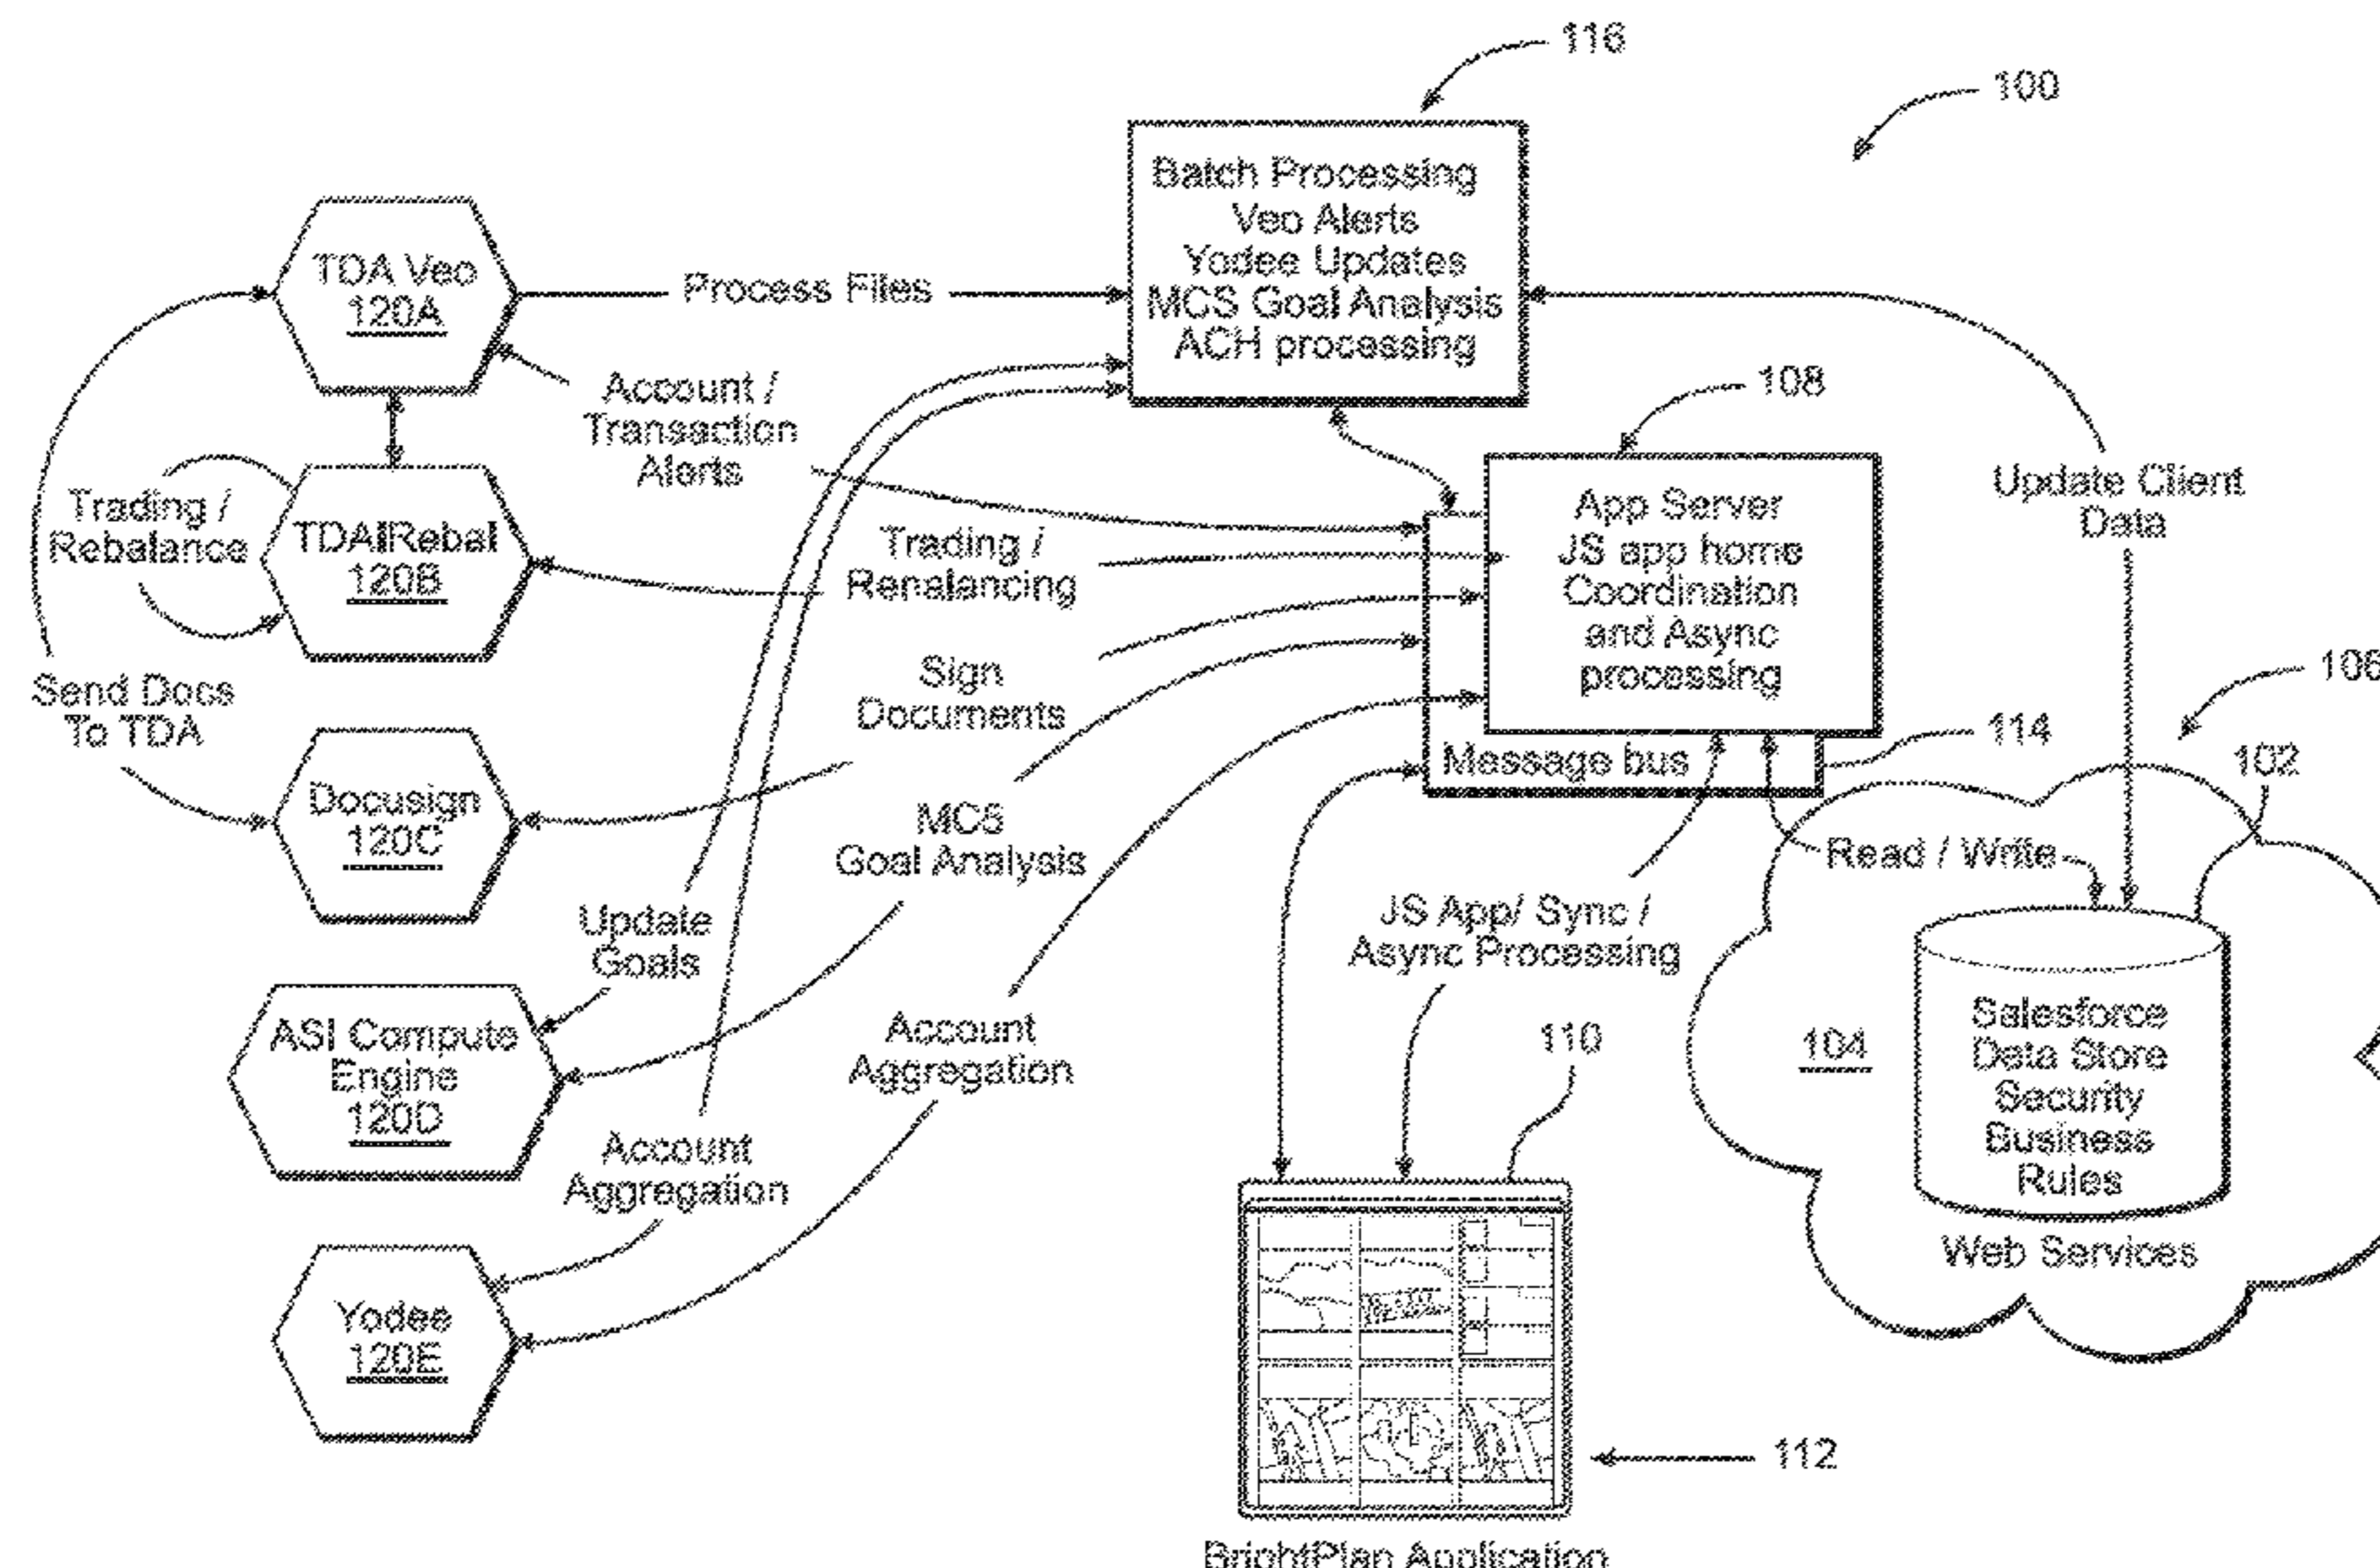 116
100
Batch Processing
Veo Alerts
Yodee Updates
MCS Goal Analysis
ACH processing
TDA Veo
120A
Process Files
Account /
Transaction
Alerts
108
Update Client
Data
Trading /
Rebalance
TDAIRebal
120B
Trading /
Renalancing
App Server
JS app home
Coordination
and Async
processing
106
Send Docs
To TDA
Sign
Documents
114
Message bus
102
Docusign
120C
MCS
Goal Analysis
Read / Write
Update
Goals
JS App/ Sync /
Async Processing
ASI Compute
Engine
120D
Account
Aggregation
110
104
Salesforce
Data Store
Security
Business
Rules
Web Services
Account
Aggregation
Yodee
120E
112
BrightPlan Application